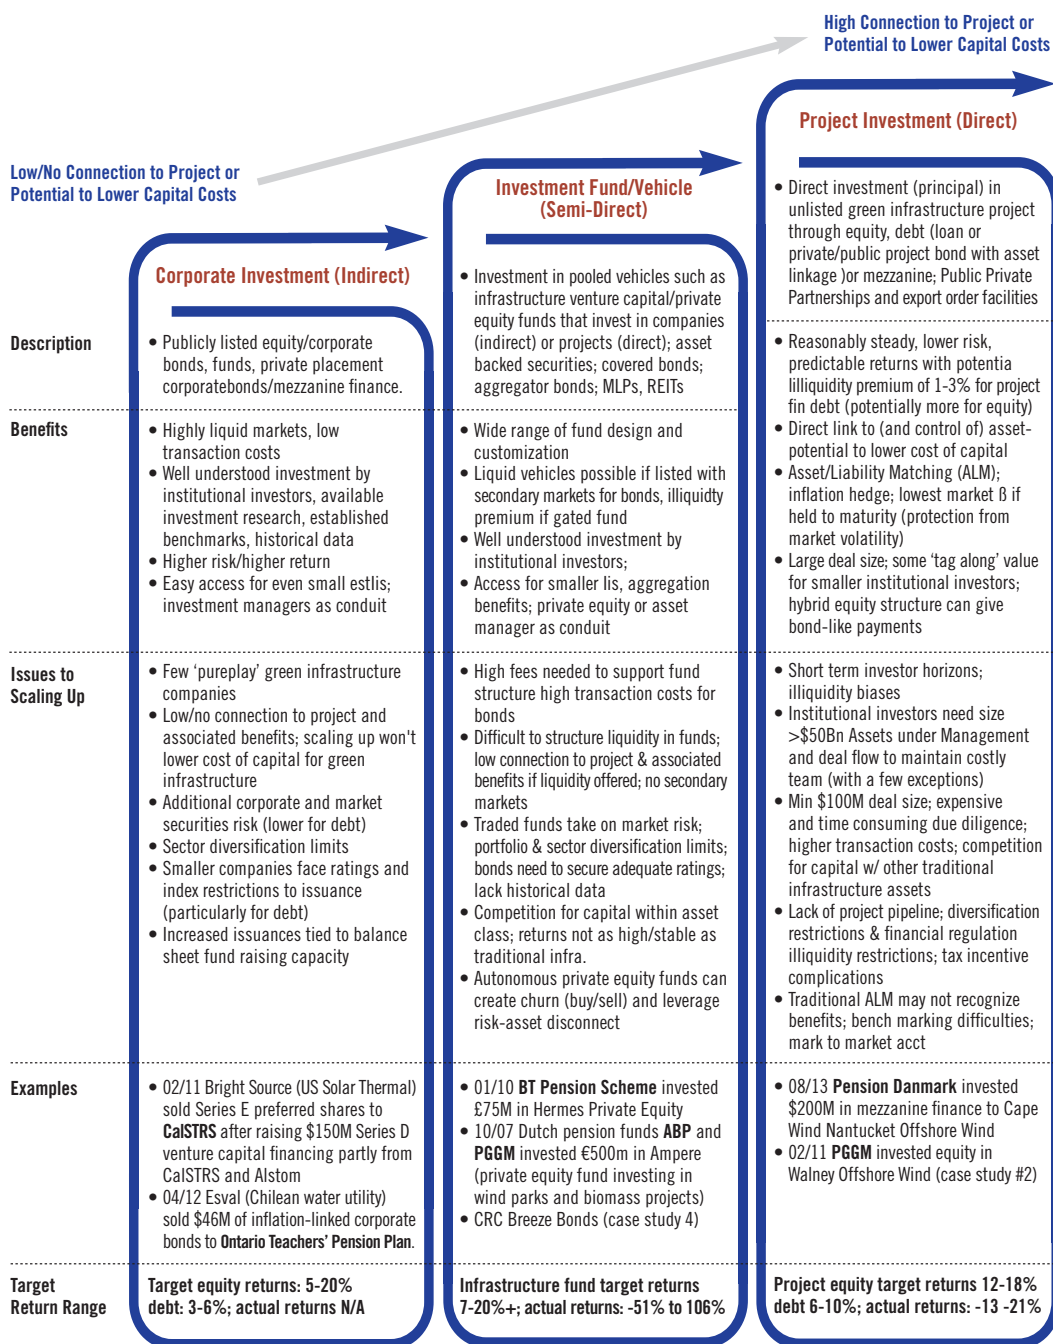 High Connection to Project or
Potential to Lower Capital Costs
Low/No Connection to Project or
Potential to Lower Capital Costs
Corporate Investment (Indirect)
Investment Fund/Vehicle
(Semi-Direct)
Project Investment (Direct)
Description
• Publicly listed equity/corporate
bonds, funds, private placement
corporatebonds/mezzanine finance.
• Investment in pooled vehicles such as
infrastructure venture capital/private
equity funds that invest in companies
(indirect) or projects (direct); asset
backed securities; covered bonds;
aggregator bonds; MLPs, REITs
• Direct investment (principal) in
unlisted green infrastructure project
through equity, debt (loan or
private/public project bond with asset
linkage )or mezzanine; Public Private
Partnerships and export order facilities
Benefits
• Highly liquid markets, low
transaction costs
• Well understood investment by
institutional investors, available
investment research, established
benchmarks, historical data
• Higher risk/higher return
• Easy access for even small estlis;
investment managers as conduit
• Wide range of fund design and
customization
• Liquid vehicles possible if listed with
secondary markets for bonds, illiquidty
premium if gated fund
• Well understood investment by
institutional investors;
• Access for smaller lis, aggregation
benefits; private equity or asset
manager as conduit
• Reasonably steady, lower risk,
predictable returns with potentia
lilliquidity premium of 1-3% for project
fin debt (potentially more for equity)
• Direct link to (and control of) asset-
potential to lower cost of capital
• Asset/Liability Matching (ALM);
inflation hedge; lowest market ß if
held to maturity (protection from
market volatility)
• Large deal size; some ‘tag along’ value
for smaller institutional investors;
hybrid equity structure can give
bond-like payments
Issues to
Scaling Up
• Few ‘pureplay’ green infrastructure
companies
• Low/no connection to project and
associated benefits; scaling up won't
lower cost of capital for green
infrastructure
• Additional corporate and market
securities risk (lower for debt)
• Sector diversification limits
• Smaller companies face ratings and
index restrictions to issuance
(particularly for debt)
• Increased issuances tied to balance
sheet fund raising capacity
• High fees needed to support fund
structure high transaction costs for
bonds
• Difficult to structure liquidity in funds;
low connection to project & associated
benefits if liquidity offered; no secondary
markets
• Traded funds take on market risk;
portfolio & sector diversification limits;
bonds need to secure adequate ratings;
lack historical data
• Competition for capital within asset
class; returns not as high/stable as
traditional infra.
• Autonomous private equity funds can
create churn (buy/sell) and leverage
risk-asset disconnect
• Short term investor horizons;
illiquidity biases
• Institutional investors need size
>$50Bn Assets under Management
and deal flow to maintain costly
team (with a few exceptions)
• Min $100M deal size; expensive
and time consuming due diligence;
higher transaction costs; competition
for capital w/ other traditional
infrastructure assets
• Lack of project pipeline; diversification
restrictions & financial regulation
illiquidity restrictions; tax incentive
complications
• Traditional ALM may not recognize
benefits; bench marking difficulties;
mark to market acct
Examples
• 02/11 Bright Source (US Solar Thermal)
sold Series E preferred shares to
CalSTRS after raising $150M Series D
venture capital financing partly from
CalSTRS and Alstom
• 04/12 Esval (Chilean water utility)
sold $46M of inflation-linked corporate
bonds to Ontario Teachers’ Pension Plan.
• 01/10 BT Pension Scheme invested
£75M in Hermes Private Equity
• 10/07 Dutch pension funds ABP and
PGGM invested €500m in Ampere
(private equity fund investing in
wind parks and biomass projects)
• CRC Breeze Bonds (case study 4)
• 08/13 Pension Danmark invested
$200M in mezzanine finance to Cape
Wind Nantucket Offshore Wind
• 02/11 PGGM invested equity in
Walney Offshore Wind (case study #2)
Target
Return Range
Target equity returns: 5-20%
debt: 3-6%; actual returns N/A
Infrastructure fund target returns
7-20%+; actual returns: -51% to 106%
Project equity target returns 12-18%
debt 6-10%; actual returns: -13 -21%